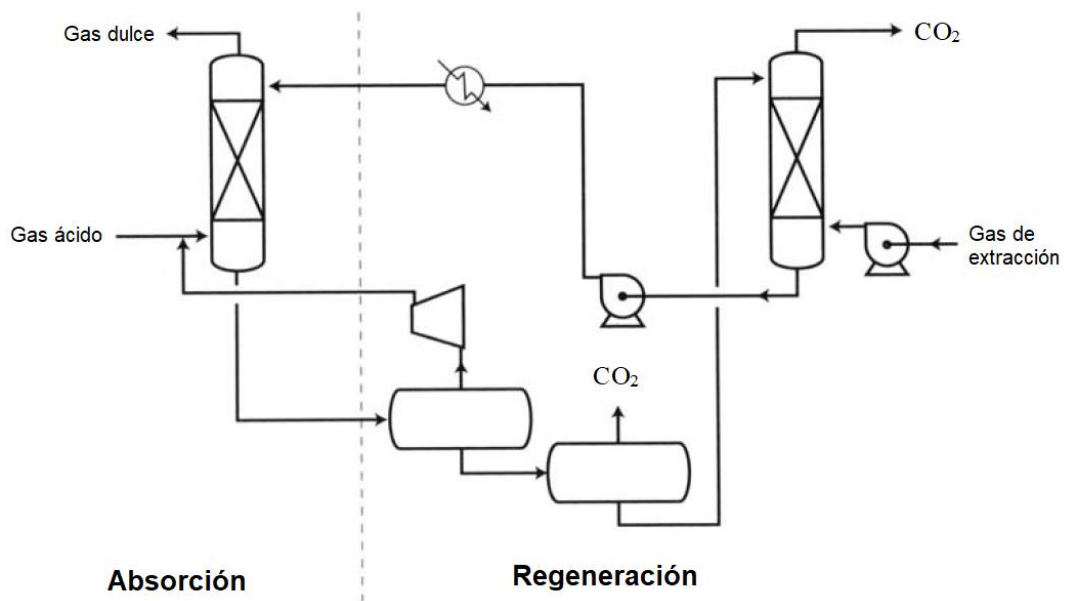 Gas dulce
CO₂
Gas ácido
Gas de
extracción
CO₂
Absorción
Regeneración